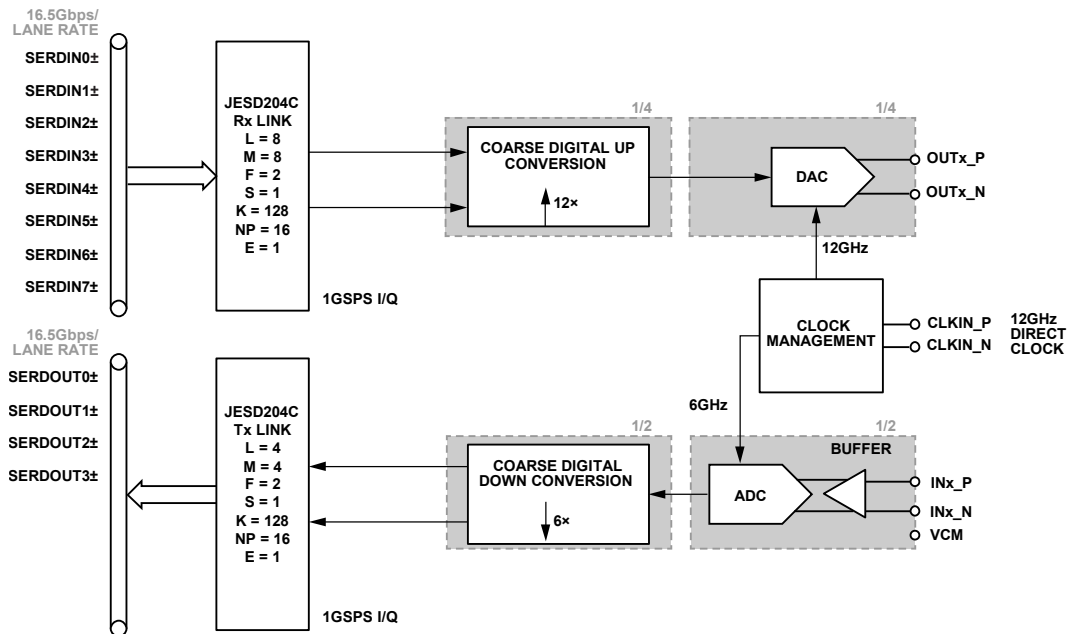 16.5Gbps/
LANE RATE
SERDIN0±
SERDIN1±
SERDIN2±
SERDIN3±
SERDIN4±
SERDIN5±
SERDIN6±
SERDIN7±
JESD204C
Rx LINK
L = 8
M = 8
F = 2
S = 1
K = 128
NP = 16
E = 1
1GSPS I/Q
1/4
COARSE DIGITAL UP
CONVERSION
12×
1/4
DAC
OUTx_P
OUTx_N
12GHz
CLOCK
MANAGEMENT
CLKIN_P
CLKIN_N
12GHz
DIRECT
CLOCK
6GHz
16.5Gbps/
LANE RATE
SERDOUT0±
SERDOUT1±
SERDOUT2±
SERDOUT3±
JESD204C
Tx LINK
L = 4
M = 4
F = 2
S = 1
K = 128
NP = 16
E = 1
1GSPS I/Q
1/2
COARSE DIGITAL
DOWN CONVERSION
6×
1/2
BUFFER
ADC
INx_P
INx_N
VCM